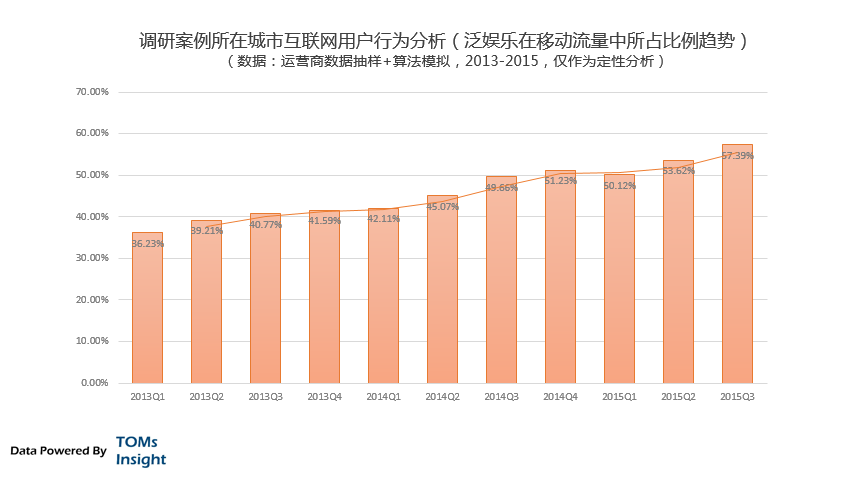 调研案例所在城市互联网用户行为分析（泛娱乐在移动流量中所占比例趋势）
（数据：运营商数据抽样+算法模拟，2013-2015，仅作为定性分析）
70.00%
60.00%
50.00%
40.00%
30.00%
20.00%
10.00%
0.00%
36.23%
39.21%
40.77%
41.59%
42.11%
45.07%
49.66%
51.23%
50.12%
53.62%
57.39%
2013Q1
2013Q2
2013Q3
2013Q4
2014Q1
2014Q2
2014Q3
2014Q4
2015Q1
2015Q2
2015Q3
Data Powered By
TOMs
Insight